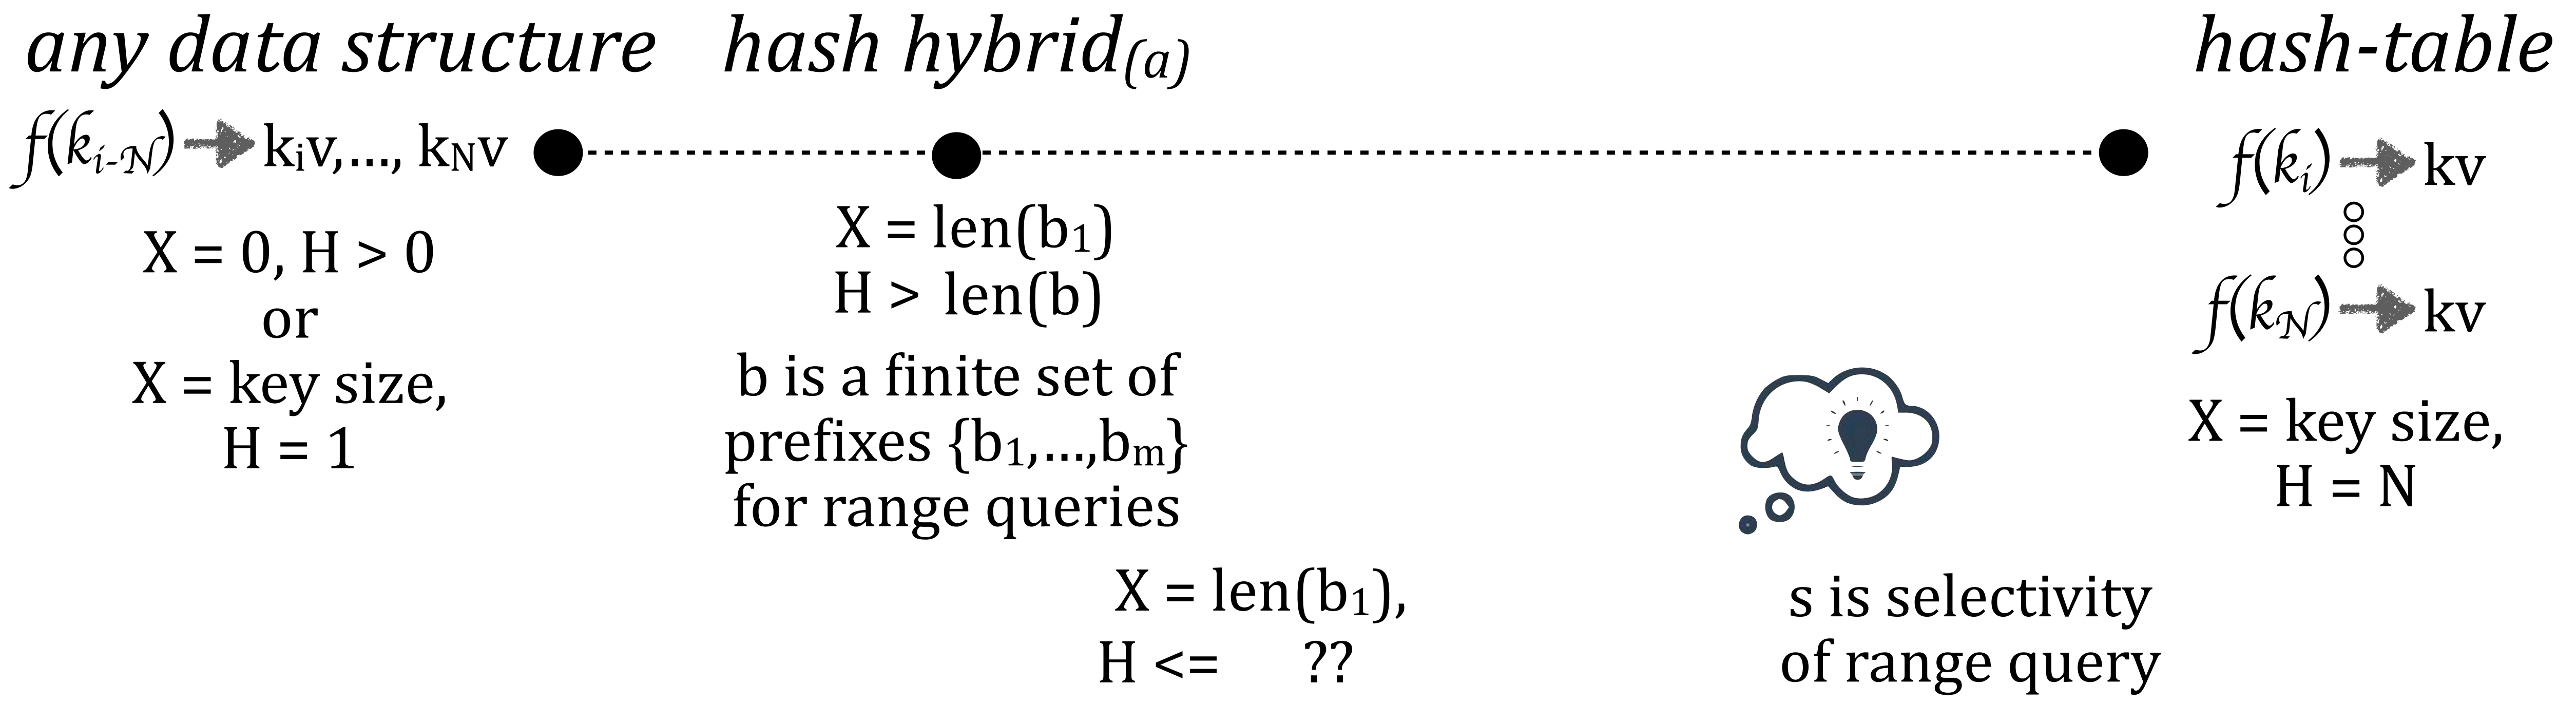 any data structure
f(ki-N) kiv,..., kNv
X = 0, H > 0
or
X = key size,
H = 1
hash hybrid(a)
X = len(b1)
H > len(b)
b is a finite set of
prefixes {b1,...,bm}
for range queries
X = len(b1),
H <= ??
s is selectivity
of range query
hash-table
f(ki) kv
f(kN) kv
X = key size,
H = N